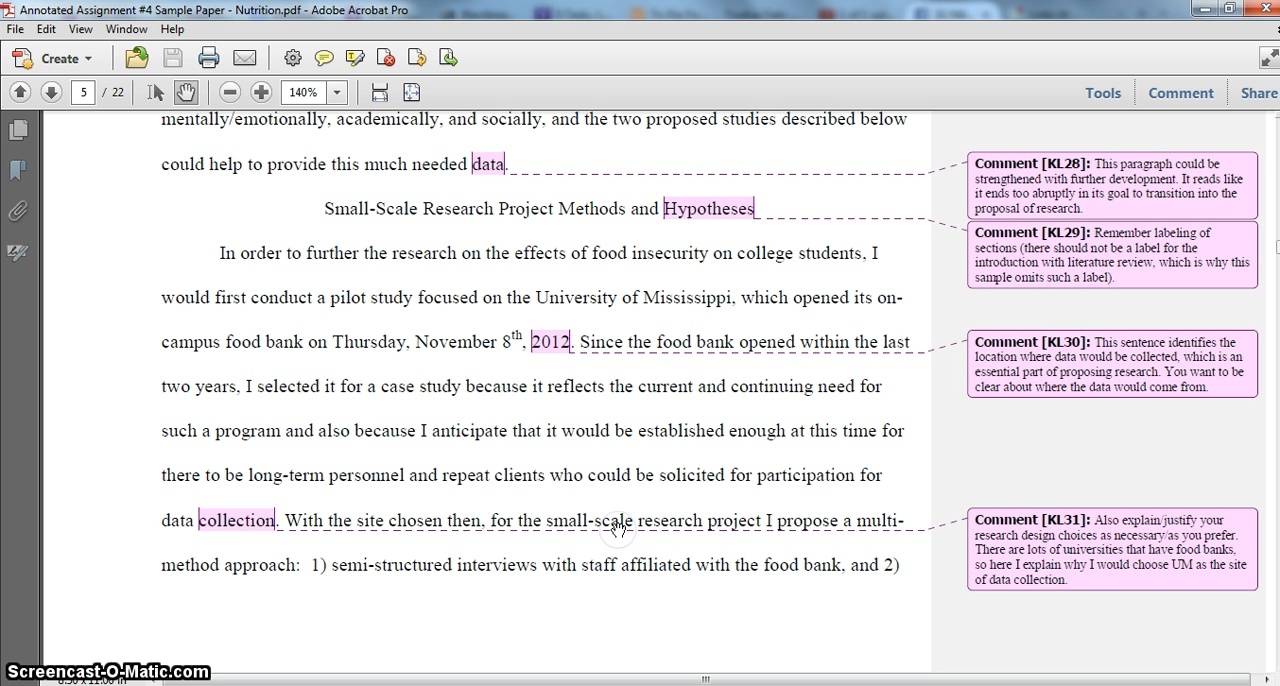 Annotated Assignment #4 Sample Paper - Nutrition.pdf - Adobe Acrobat Pro
File Edit View Window Help
Create
5 / 22 140% Tools Comment Share
mentally/emotionally, academically, and socially, and the two proposed studies described below
could help to provide this much needed data.
Small-Scale Research Project Methods and Hypotheses
In order to further the research on the effects of food insecurity on college students, I
would first conduct a pilot study focused on the University of Mississippi, which opened its on-
campus food bank on Thursday, November 8th, 2012. Since the food bank opened within the last
two years, I selected it for a case study because it reflects the current and continuing need for
such a program and also because I anticipate that it would be established enough at this time for
there to be long-term personnel and repeat clients who could be solicited for participation for
data collection. With the site chosen then, for the small-scale research project I propose a multi-
method approach: 1) semi-structured interviews with staff affiliated with the food bank, and 2)
Comment [KL28]: This paragraph could be
strengthened with further development. It reads like
it ends too abruptly in its goal to transition into the
proposal of research.
Comment [KL29]: Remember labeling of
sections (there should not be a label for the
introduction with literature review, which is why this
sample omits such a label).
Comment [KL30]: This sentence identifies the
location where data would be collected, which is an
essential part of proposing research. You want to be
clear about where the data would come from.
Comment [KL31]: Also explain/justify your
research design choices as necessary/as you prefer.
There are lots of universities that have food banks,
so here I explain why I would choose UM as the site
of data collection.
Screencast-O-Matic.com